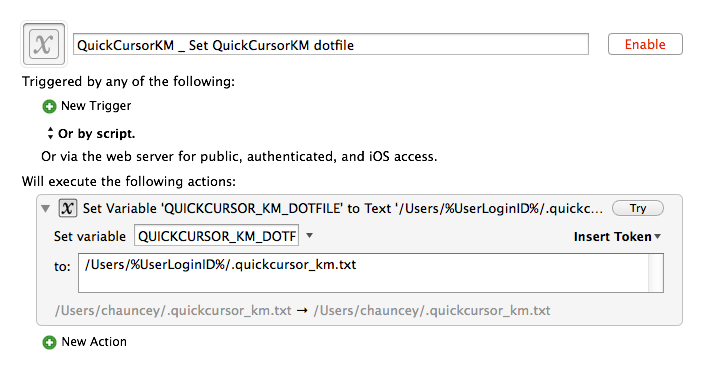 QuickCursorKM _ Set QuickCursorKM dotfile
Enable
Triggered by any of the following:
New Trigger
Or by script.
Or via the web server for public, authenticated, and iOS access.
Will execute the following actions:
Set Variable 'QUICKCURSOR_KM_DOTFILE' to Text '/Users/%UserLoginID%/.quickc...
Try
Set variable
QUICKCURSOR_KM_DOTF
Insert Token
to:
/Users/%UserLoginID%/.quickcursor_km.txt
/Users/chauncey/.quickcursor_km.txt → /Users/chauncey/.quickcursor_km.txt
New Action